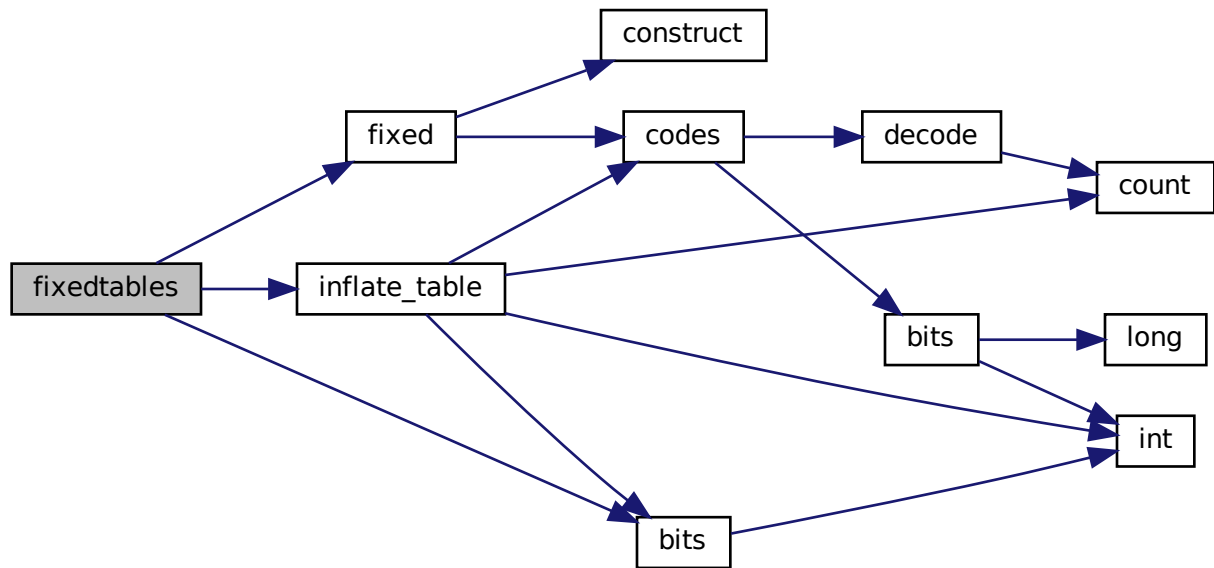 construct
fixed
codes
decode
count
fixedtables
inflate_table
bits
long
int
bits